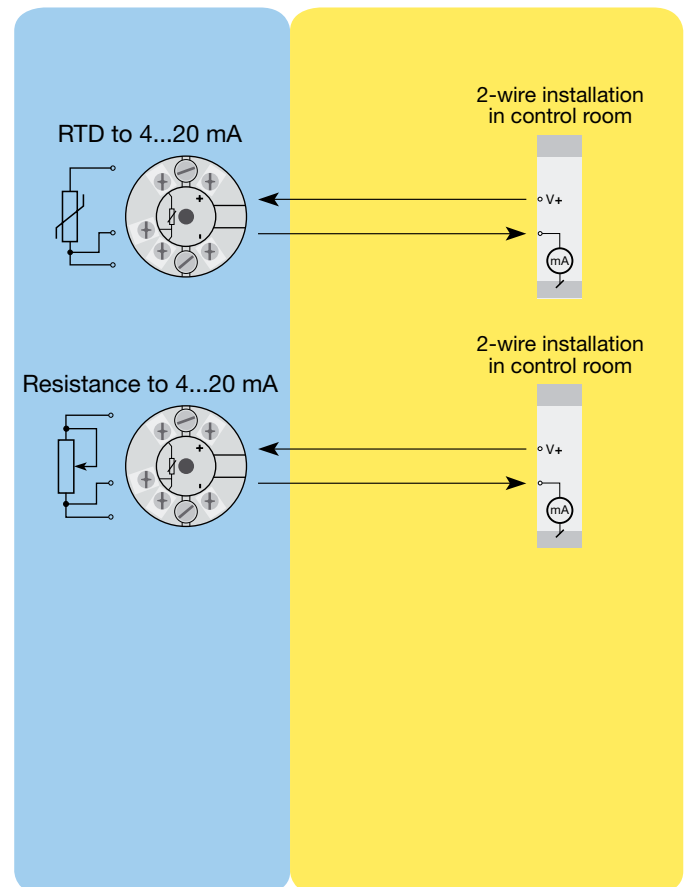 2-wire installation
in control room
RTD to 4...20 mA
+
-
V+
mA
2-wire installation
in control room
Resistance to 4...20 mA
+
-
V+
mA